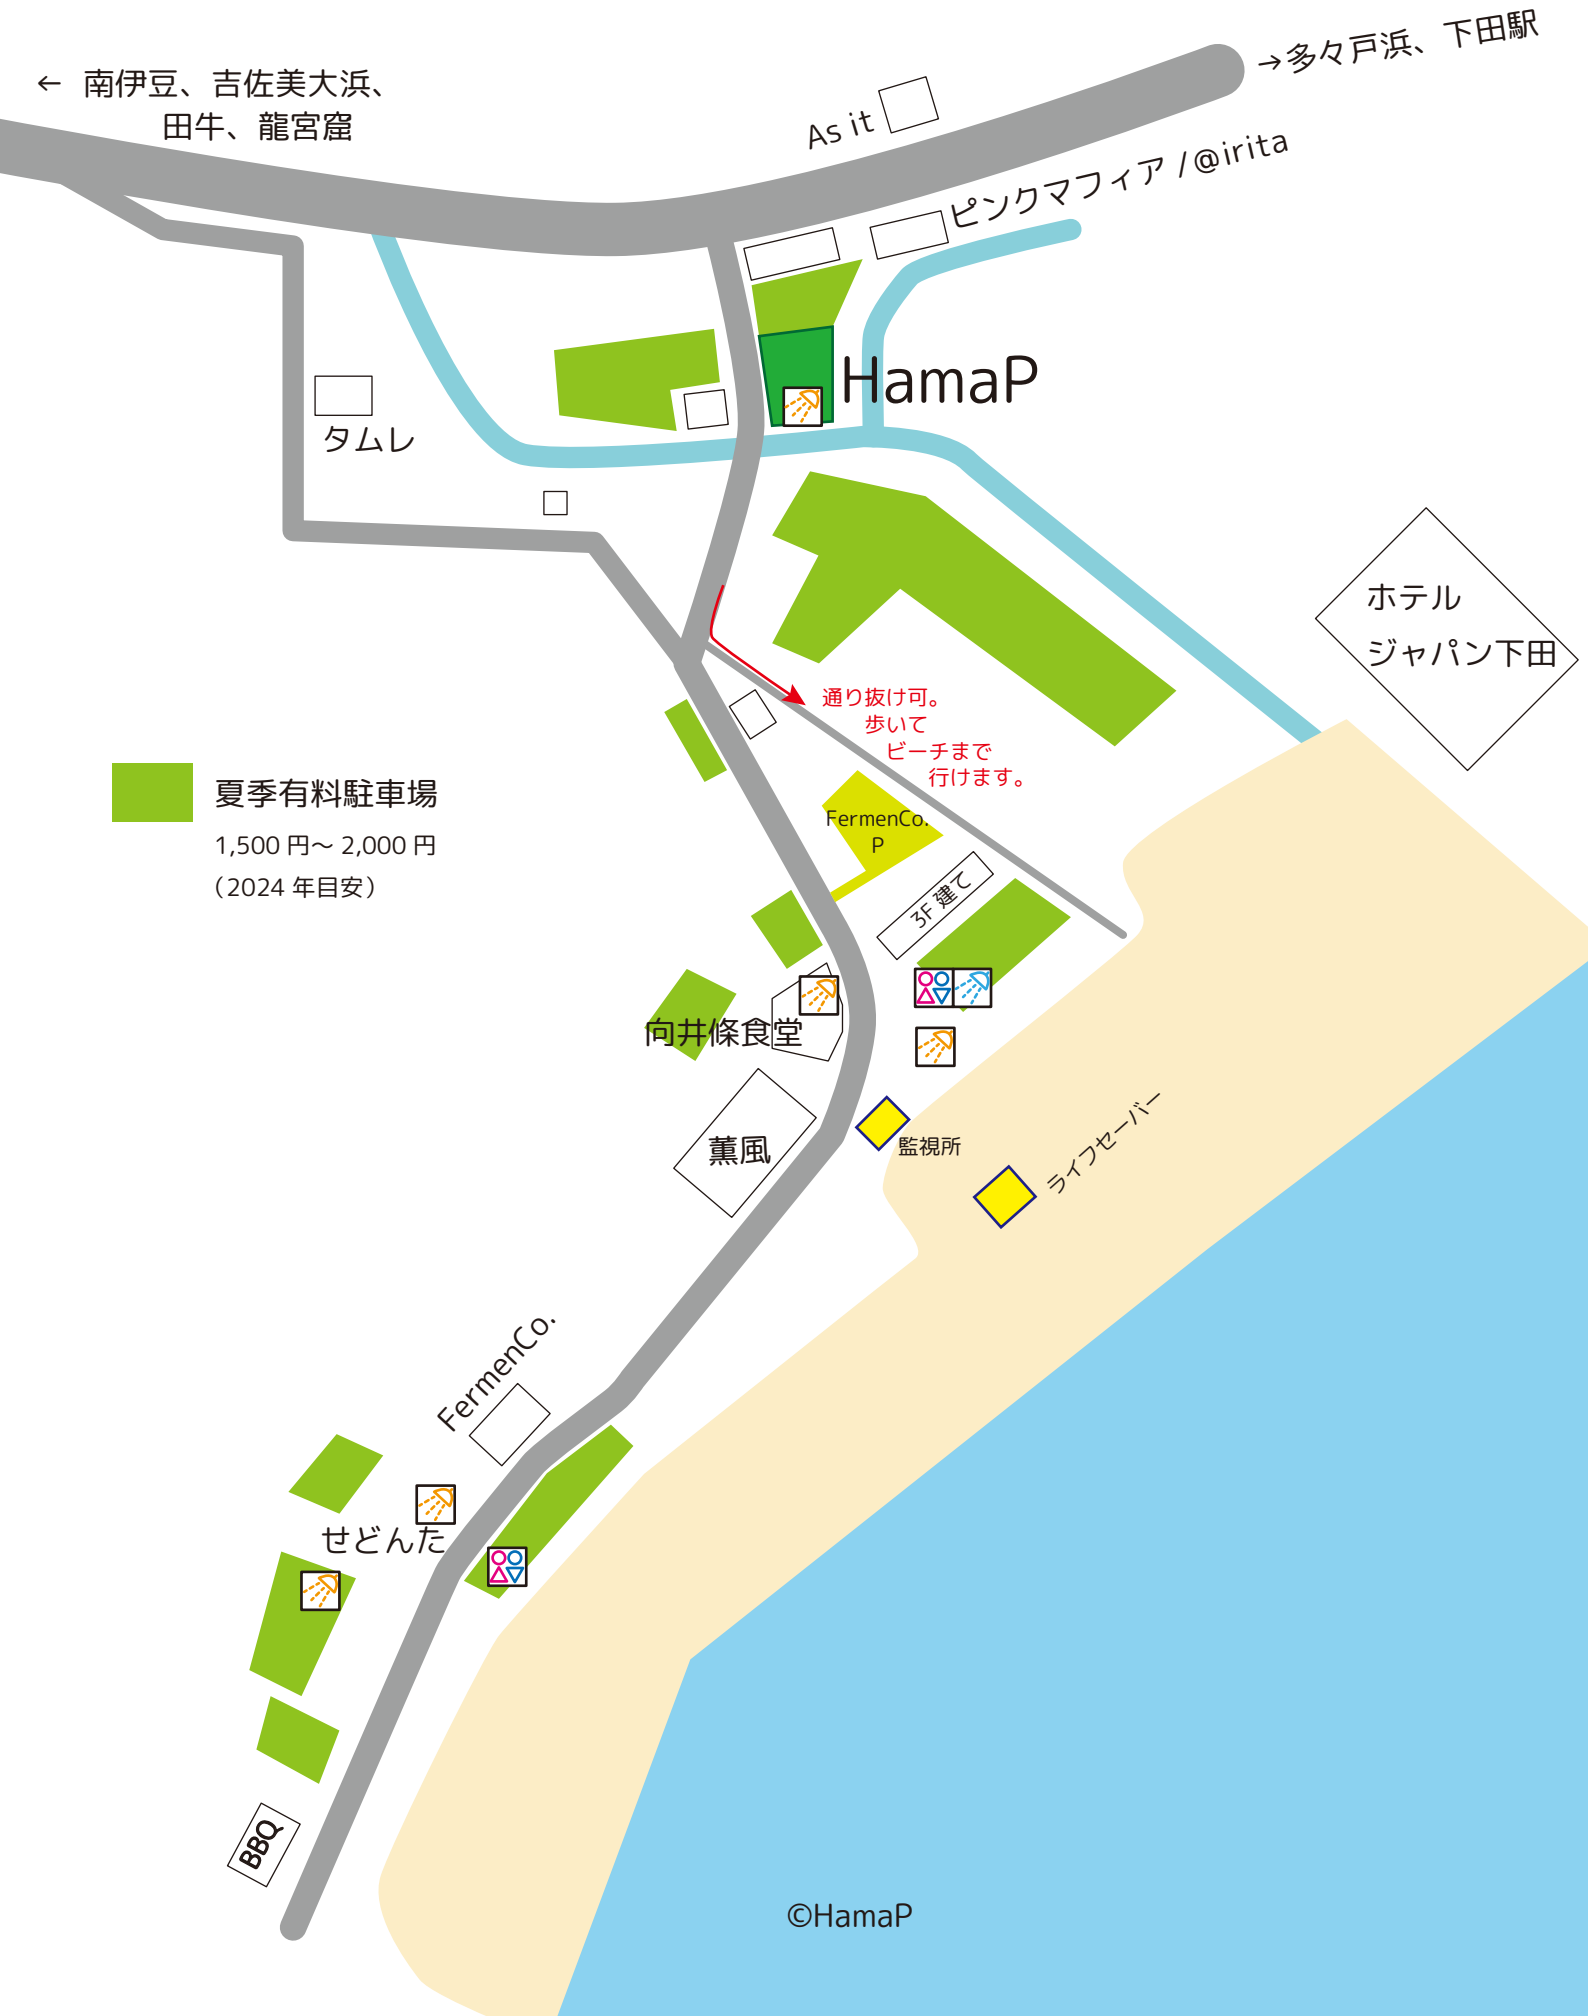 ← 南伊豆、吉佐美大浜、
田牛、龍宮窟
→多々戸浜、下田駅
As it
ピンクマフィア /@irita
HamaP
タムレ
ホテル
ジャパン下田
通り抜け可。
歩いて
ビーチまで
行けます。
夏季有料駐車場
1,500 円〜 2,000 円
（2024 年目安）
FermenCo.
P
3F 建て
向井條食堂
薫風
監視所
ライフセーバー
FermenCo.
せどんた
BBQ
©HamaP